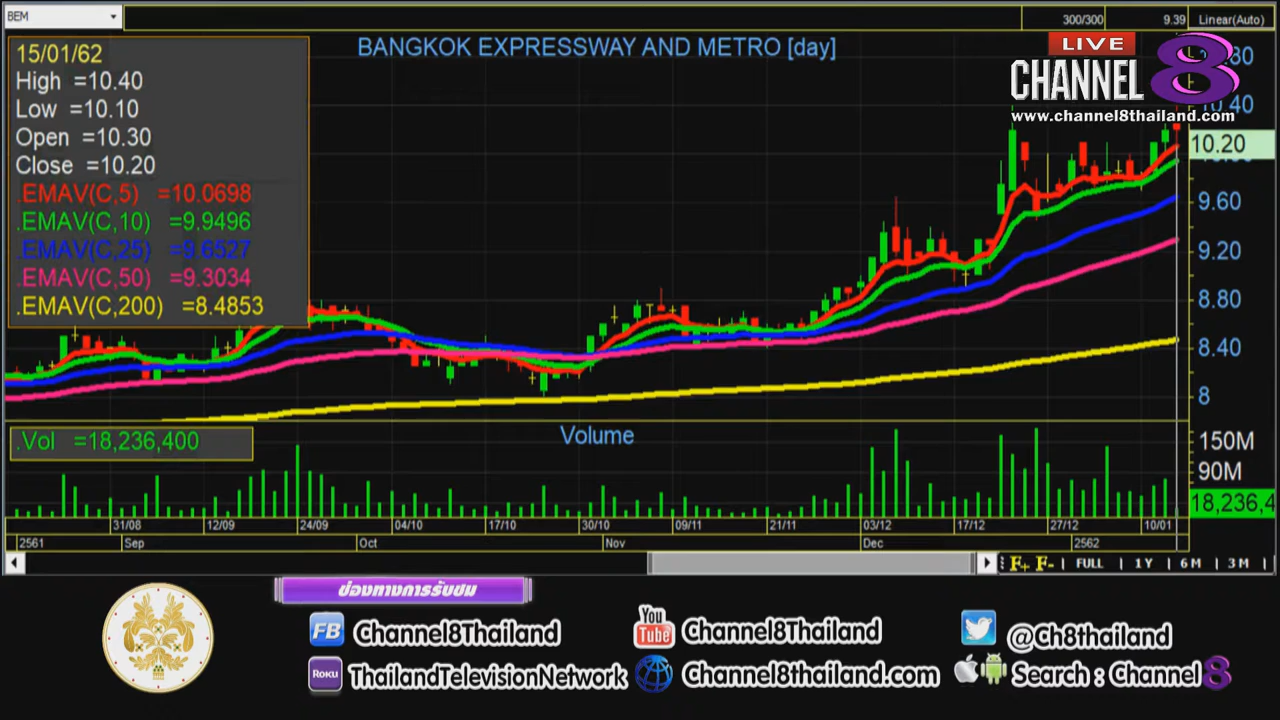 BEM
300/300
9.39
Linear(Auto)
BANGKOK EXPRESSWAY AND METRO [day]
LIVE
CHANNEL 8
www.channel8thailand.com
15/01/62
High =10.40
Low =10.10
Open =10.30
Close =10.20
.EMAV(C,5) =10.0698
.EMAV(C,10) =9.9496
.EMAV(C,25) =9.6527
.EMAV(C,50) =9.3034
.EMAV(C,200) =8.4853
10.40
10.20
9.60
9.20
8.80
8.40
8
.Vol =18,236,400
Volume
150M
90M
18,236,4
31/08
12/09
24/09
04/10
17/10
30/10
09/11
21/11
03/12
17/12
27/12
10/01
2561
Sep
Oct
Nov
Dec
2562
F+ F- | FULL | 1Y | 6M | 3M |
ช่องทางการรับชม
FB Channel8Thailand
You Tube Channel8Thailand
@Ch8thailand
ROKU ThailandTelevisionNetwork
Channel8thailand.com
Search : Channel 8